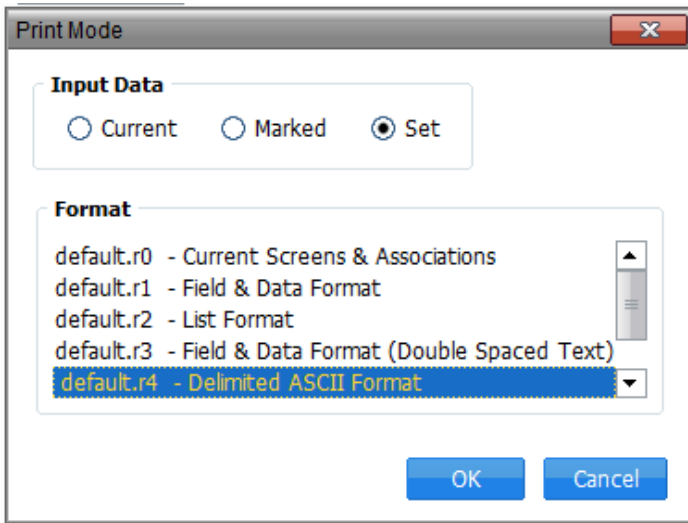 Print Mode
Input Data
Current Marked Set
Format
default.r0 - Current Screens & Associations
default.r1 - Field & Data Format
default.r2 - List Format
default.r3 - Field & Data Format (Double Spaced Text)
default.r4 - Delimited ASCII Format
OK Cancel